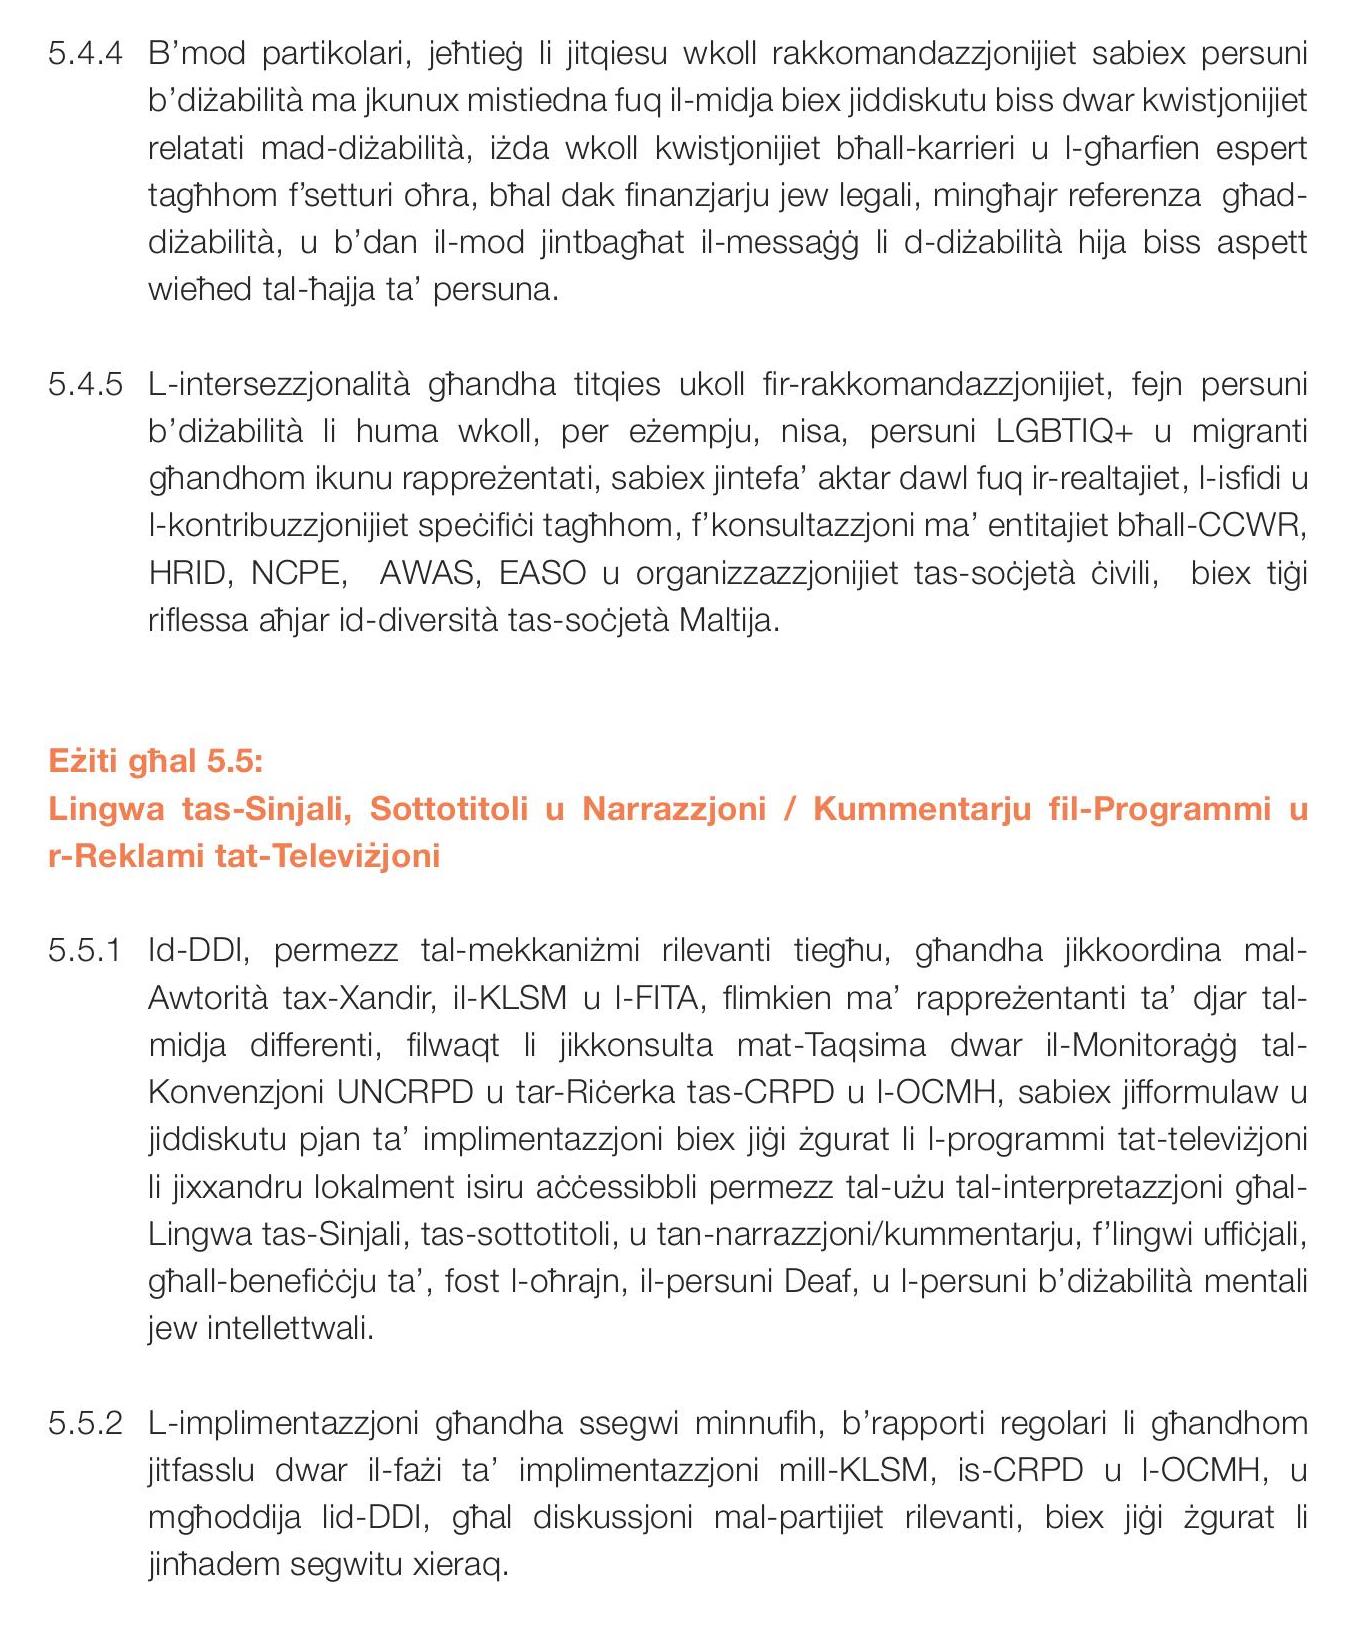 5.4.4 B’mod partikolari, jeħtieġ li jitqiesu wkoll rakkomandazzjonijiet sabiex persuni
b’diżabilità ma jkunux mistiedna fuq il-midja biex jiddiskutu biss dwar kwistjonijiet
relatati mad-diżabilità, iżda wkoll kwistjonijiet bħall-karrieri u l-għarfien espert
tagħhom f’setturi oħra, bħal dak finanzjarju jew legali, mingħajr referenza għad-
diżabilità, u b’dan il-mod jintbagħat il-messaġġ li d-diżabilità hija biss aspett
wieħed tal-ħajja ta’ persuna.
5.4.5 L-intersezzjonalità għandha titqies ukoll fir-rakkomandazzjonijiet, fejn persuni
b’diżabilità li huma wkoll, per eżempju, nisa, persuni LGBTIQ+ u migranti
għandhom ikunu rappreżentati, sabiex jintefa’ aktar dawl fuq ir-realtajiet, l-isfidi u
l-kontribuzzjonijiet speċifiċi tagħhom, f’konsultazzjoni ma’ entitajiet bħall-CCWR,
HRID, NCPE, AWAS, EASO u organizzazzjonijiet tas-soċjetà ċivili, biex tiġi
riflessa aħjar id-diversità tas-soċjetà Maltija.
Eżiti għal 5.5:
Lingwa tas-Sinjali, Sottotitoli u Narrazzjoni / Kummentarju fil-Programmi u
r-Reklami tat-Televiżjoni
5.5.1 Id-DDI, permezz tal-mekkaniżmi rilevanti tiegħu, għandha jikkoordina mal-
Awtorità tax-Xandir, il-KLSM u l-FITA, flimkien ma’ rappreżentanti ta’ djar tal-
midja differenti, filwaqt li jikkonsulta mat-Taqsima dwar il-Monitoraġġ tal-
Konvenzjoni UNCRPD u tar-Riċerka tas-CRPD u l-OCMH, sabiex jifformulaw u
jiddiskutu pjan ta’ implimentazzjoni biex jiġi żgurat li l-programmi tat-televiżjoni
li jixxandru lokalment isiru aċċessibbli permezz tal-użu tal-interpretazzjoni għal-
Lingwa tas-Sinjali, tas-sottotitoli, u tan-narrazzjoni/kummentarju, f’lingwi uffiċjali,
għall-benefiċċju ta’, fost l-oħrajn, il-persuni Deaf, u l-persuni b’diżabilità mentali
jew intellettwali.
5.5.2 L-implimentazzjoni għandha ssegwi minnufih, b’rapporti regolari li għandhom
jitfasslu dwar il-fażi ta’ implimentazzjoni mill-KLSM, is-CRPD u l-OCMH, u
mgħoddija lid-DDI, għal diskussjoni mal-partijiet rilevanti, biex jiġi żgurat li
jinħadem segwitu xieraq.